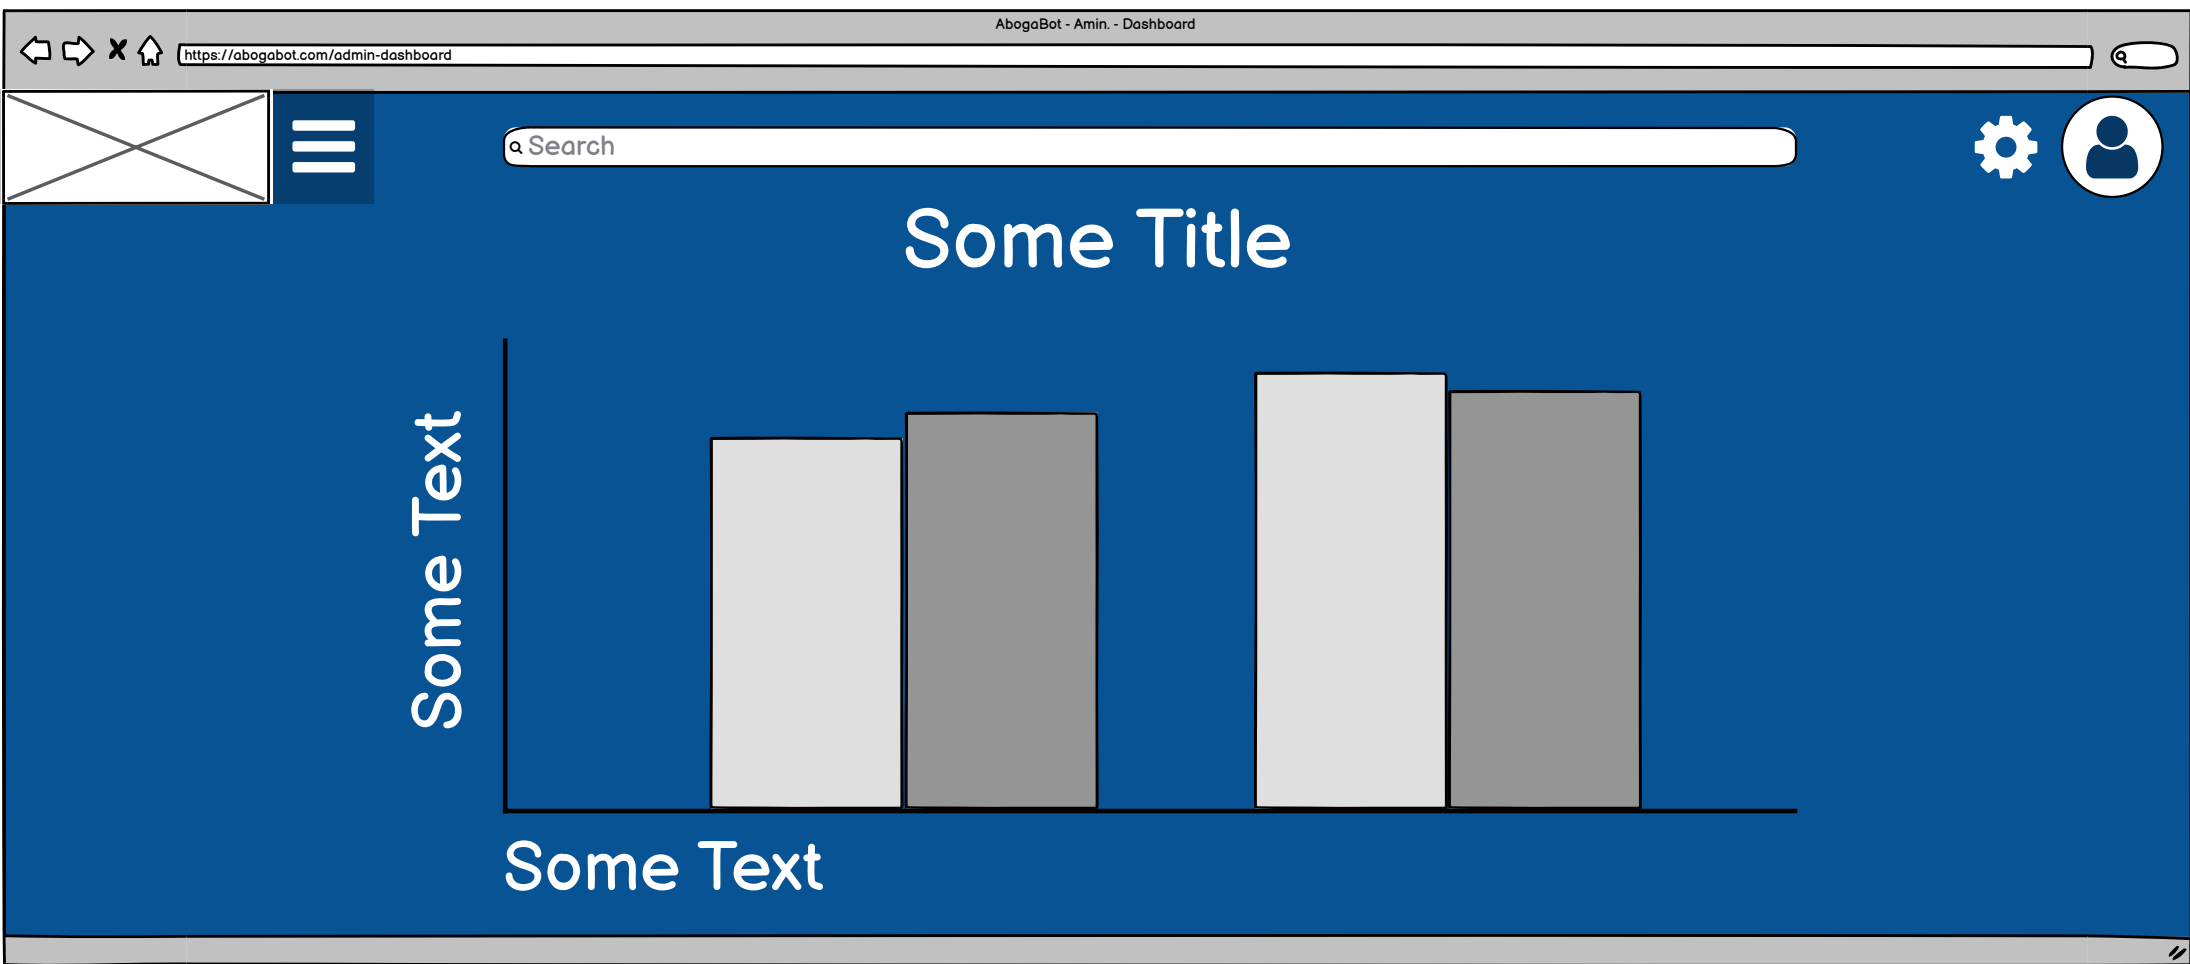 AbogaBot - Amin. - Dashboard
https://abogabot.com/admin-dashboard
Search
Some Title
Some Text
Some Text